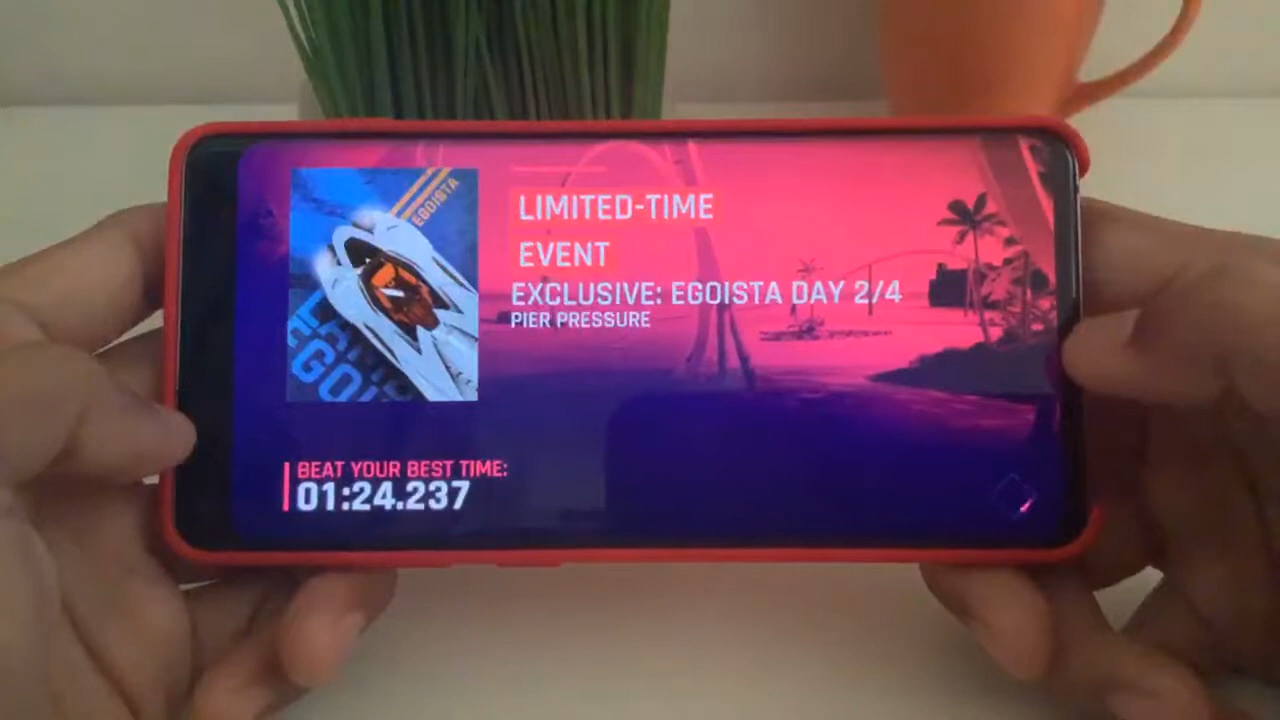 EGOISTA
LIMITED-TIME
EVENT
EXCLUSIVE: EGOISTA DAY 2/4
PIER PRESSURE
BEAT YOUR BEST TIME:
01:24.237